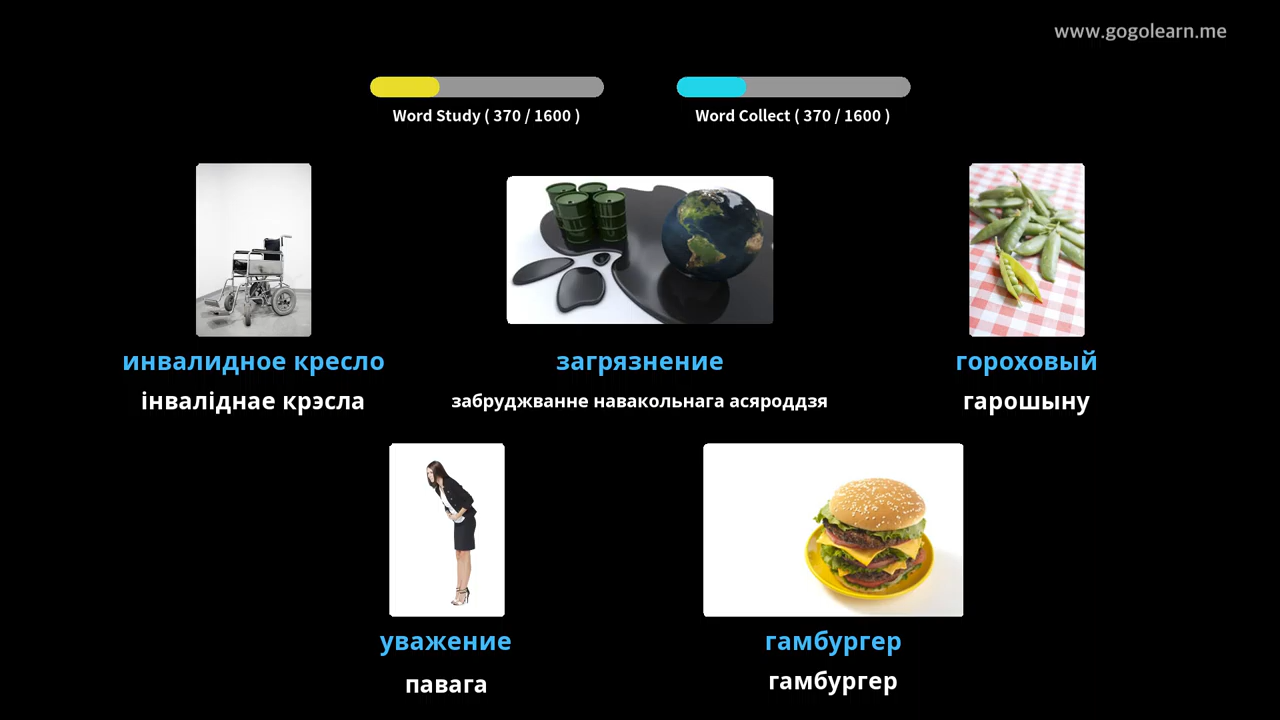 www.gogolearn.me
Word Study ( 370 / 1600 )
Word Collect ( 370 / 1600 )
инвалидное кресло
інваліднае крэсла
загрязнение
забруджванне навакольнага асяроддзя
гороховый
гарошыну
уважение
павага
гамбургер
гамбургер